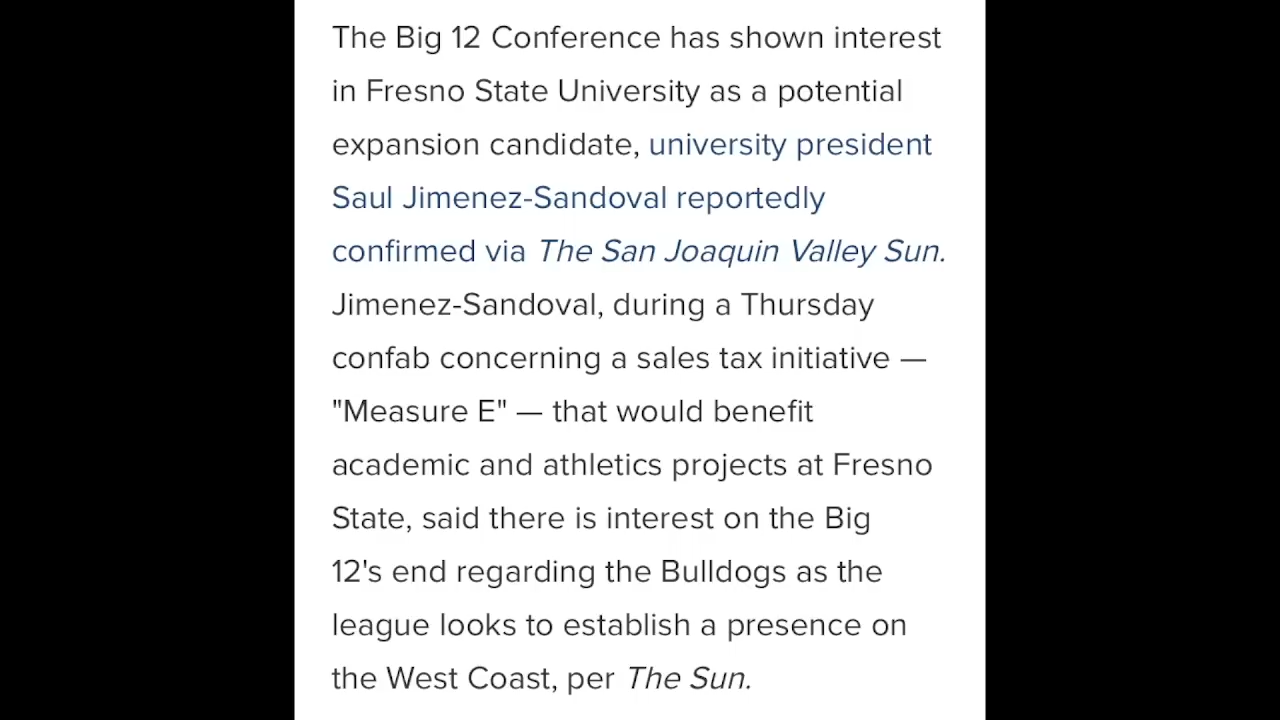 The Big 12 Conference has shown interest
in Fresno State University as a potential
expansion candidate, university president
Saul Jimenez-Sandoval reportedly
confirmed via The San Joaquin Valley Sun.
Jimenez-Sandoval, during a Thursday
confab concerning a sales tax initiative —
"Measure E" — that would benefit
academic and athletics projects at Fresno
State, said there is interest on the Big
12's end regarding the Bulldogs as the
league looks to establish a presence on
the West Coast, per The Sun.